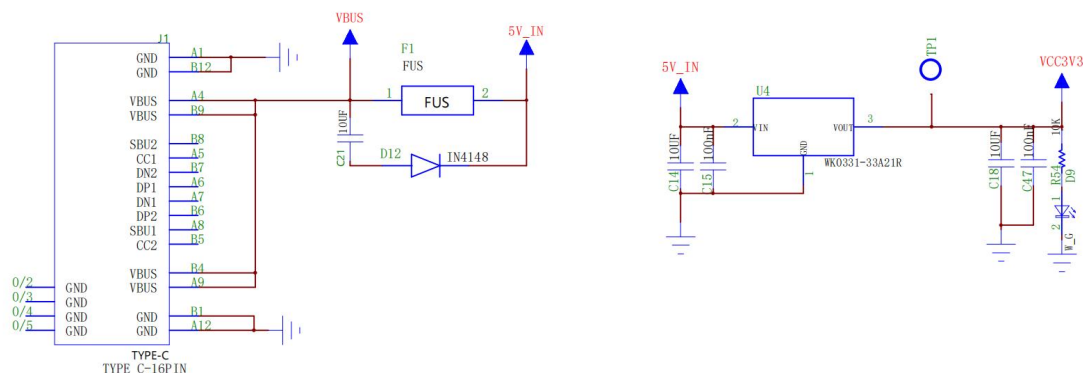 J1
GND A1
GND B12
VBUS A4
VBUS B9
SBU2 B8
CC1 A5
DN2 B7
DP1 A6
DN1 A7
DP2 B6
SBU1 A8
CC2 B5
VBUS B4
VBUS A9
GND B1
GND A12
0/2 GND
0/3 GND
0/4 GND
0/5 GND
TYPE-C
TYPE C-16PIN
VBUS
F1
FUS
1 FUS 2
5V_IN
10UF
C21
D12 IN4148
5V_IN
U4
2 VIN VOUT 3
GND
1
WK0331-33A21R
10UF
C14
100nF
C15
TP1
VCC3V3
10UF
C18
100nF
C47
10K
R54
D9
1
2
W_G